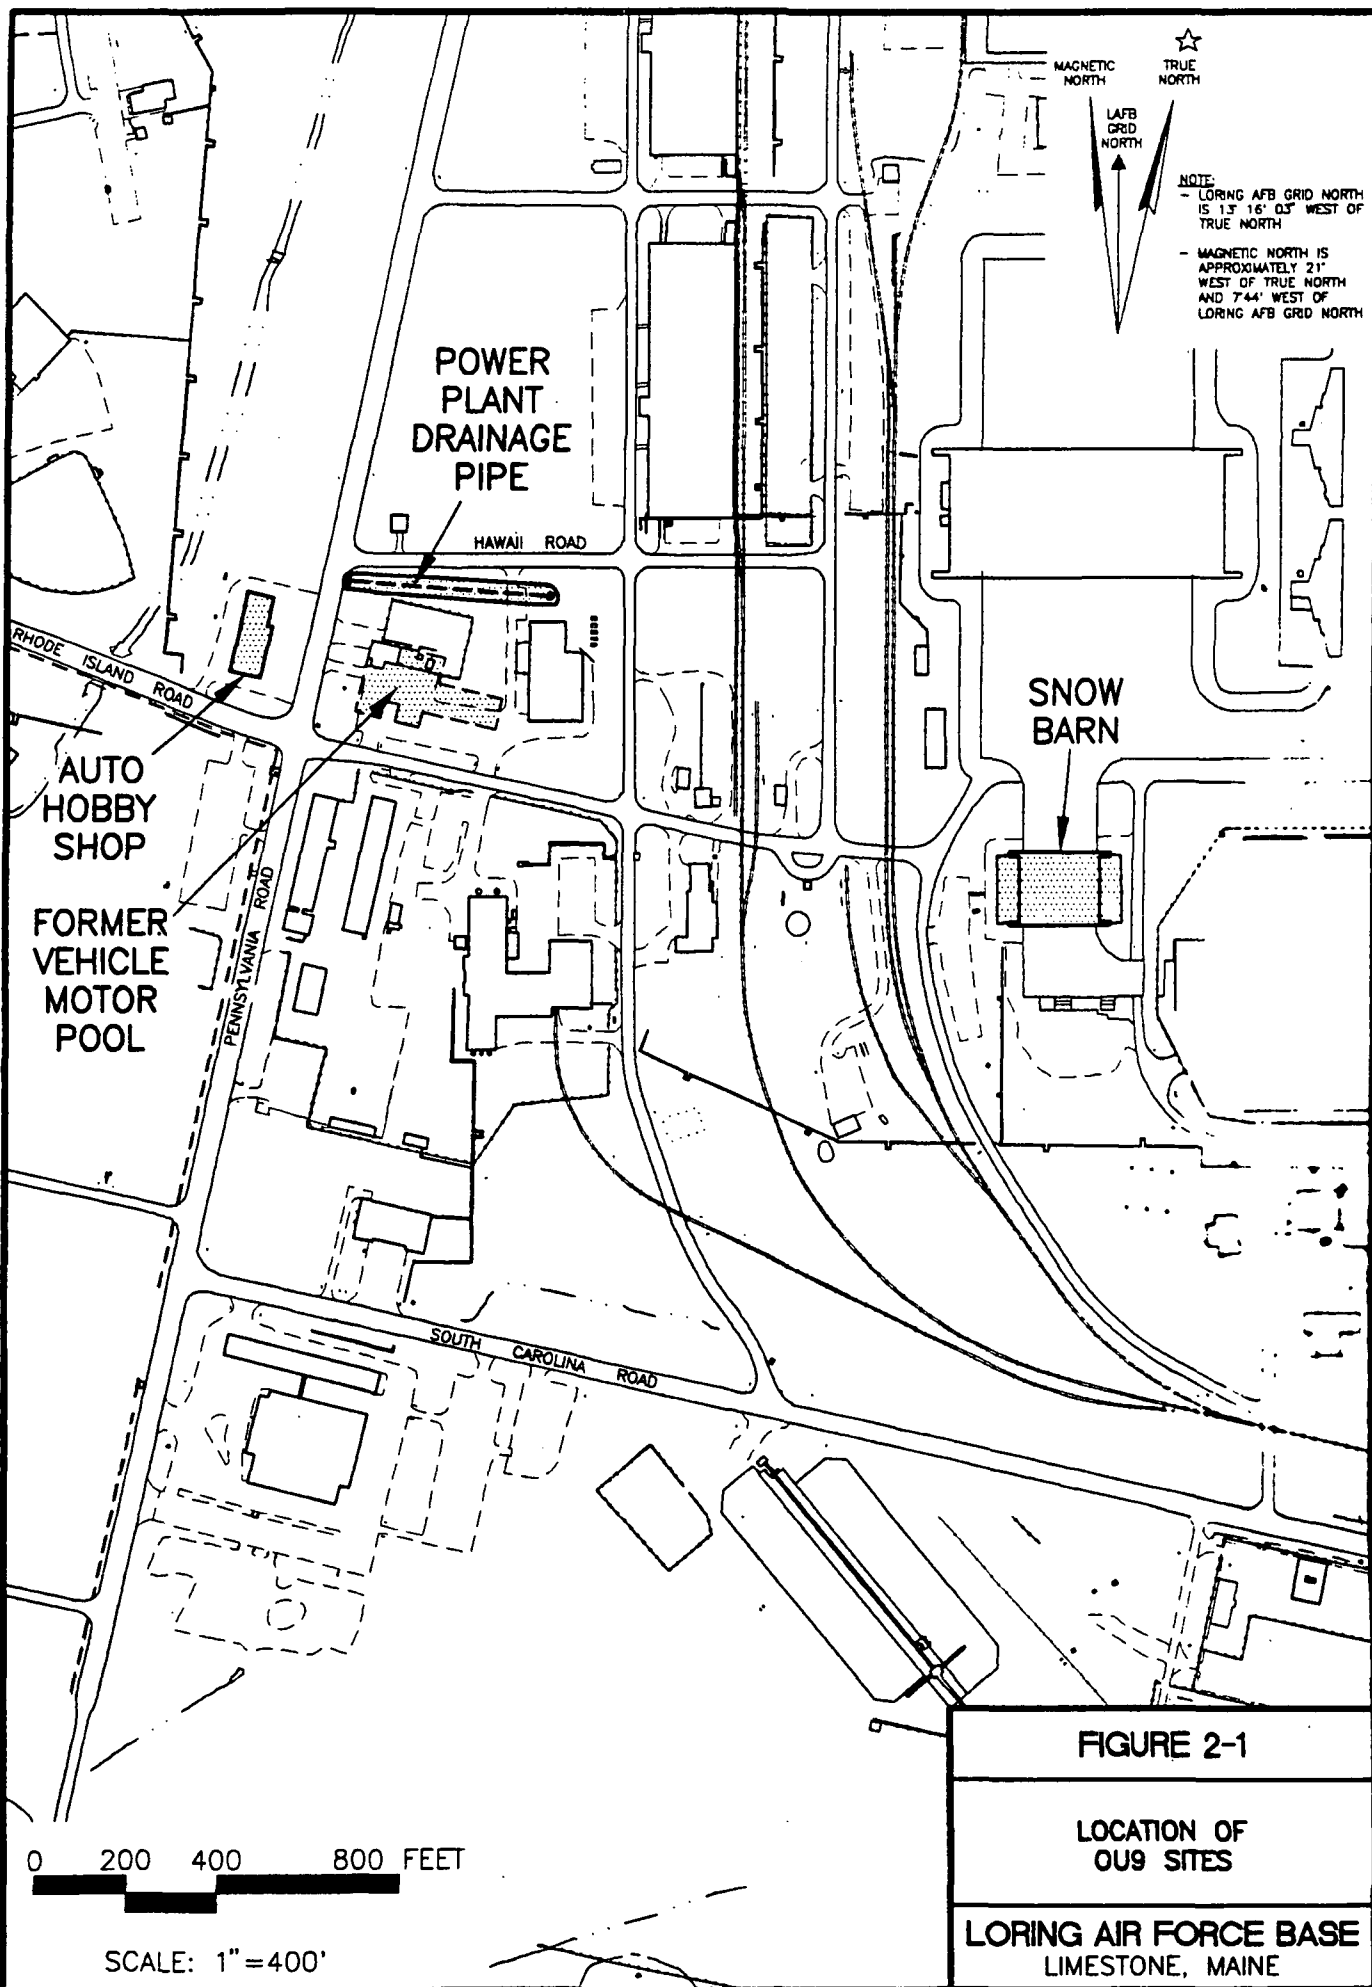 MAGNETIC
NORTH
TRUE
NORTH
LAFB
GRID
NORTH
NOTE:
- LORING AFB GRID NORTH
IS 13° 16' 03" WEST OF
TRUE NORTH
- MAGNETIC NORTH IS
APPROXIMATELY 21°
WEST OF TRUE NORTH
AND 7°44' WEST OF
LORING AFB GRID NORTH
POWER
PLANT
DRAINAGE
PIPE
HAWAII ROAD
RHODE ISLAND ROAD
SNOW
BARN
AUTO
HOBBY
SHOP
FORMER
VEHICLE
MOTOR
POOL
PENNSYLVANIA ROAD
SOUTH CAROLINA ROAD
FIGURE 2-1
LOCATION OF
OU9 SITES
LORING AIR FORCE BASE
LIMESTONE, MAINE
0 200 400 800 FEET
SCALE: 1"=400'